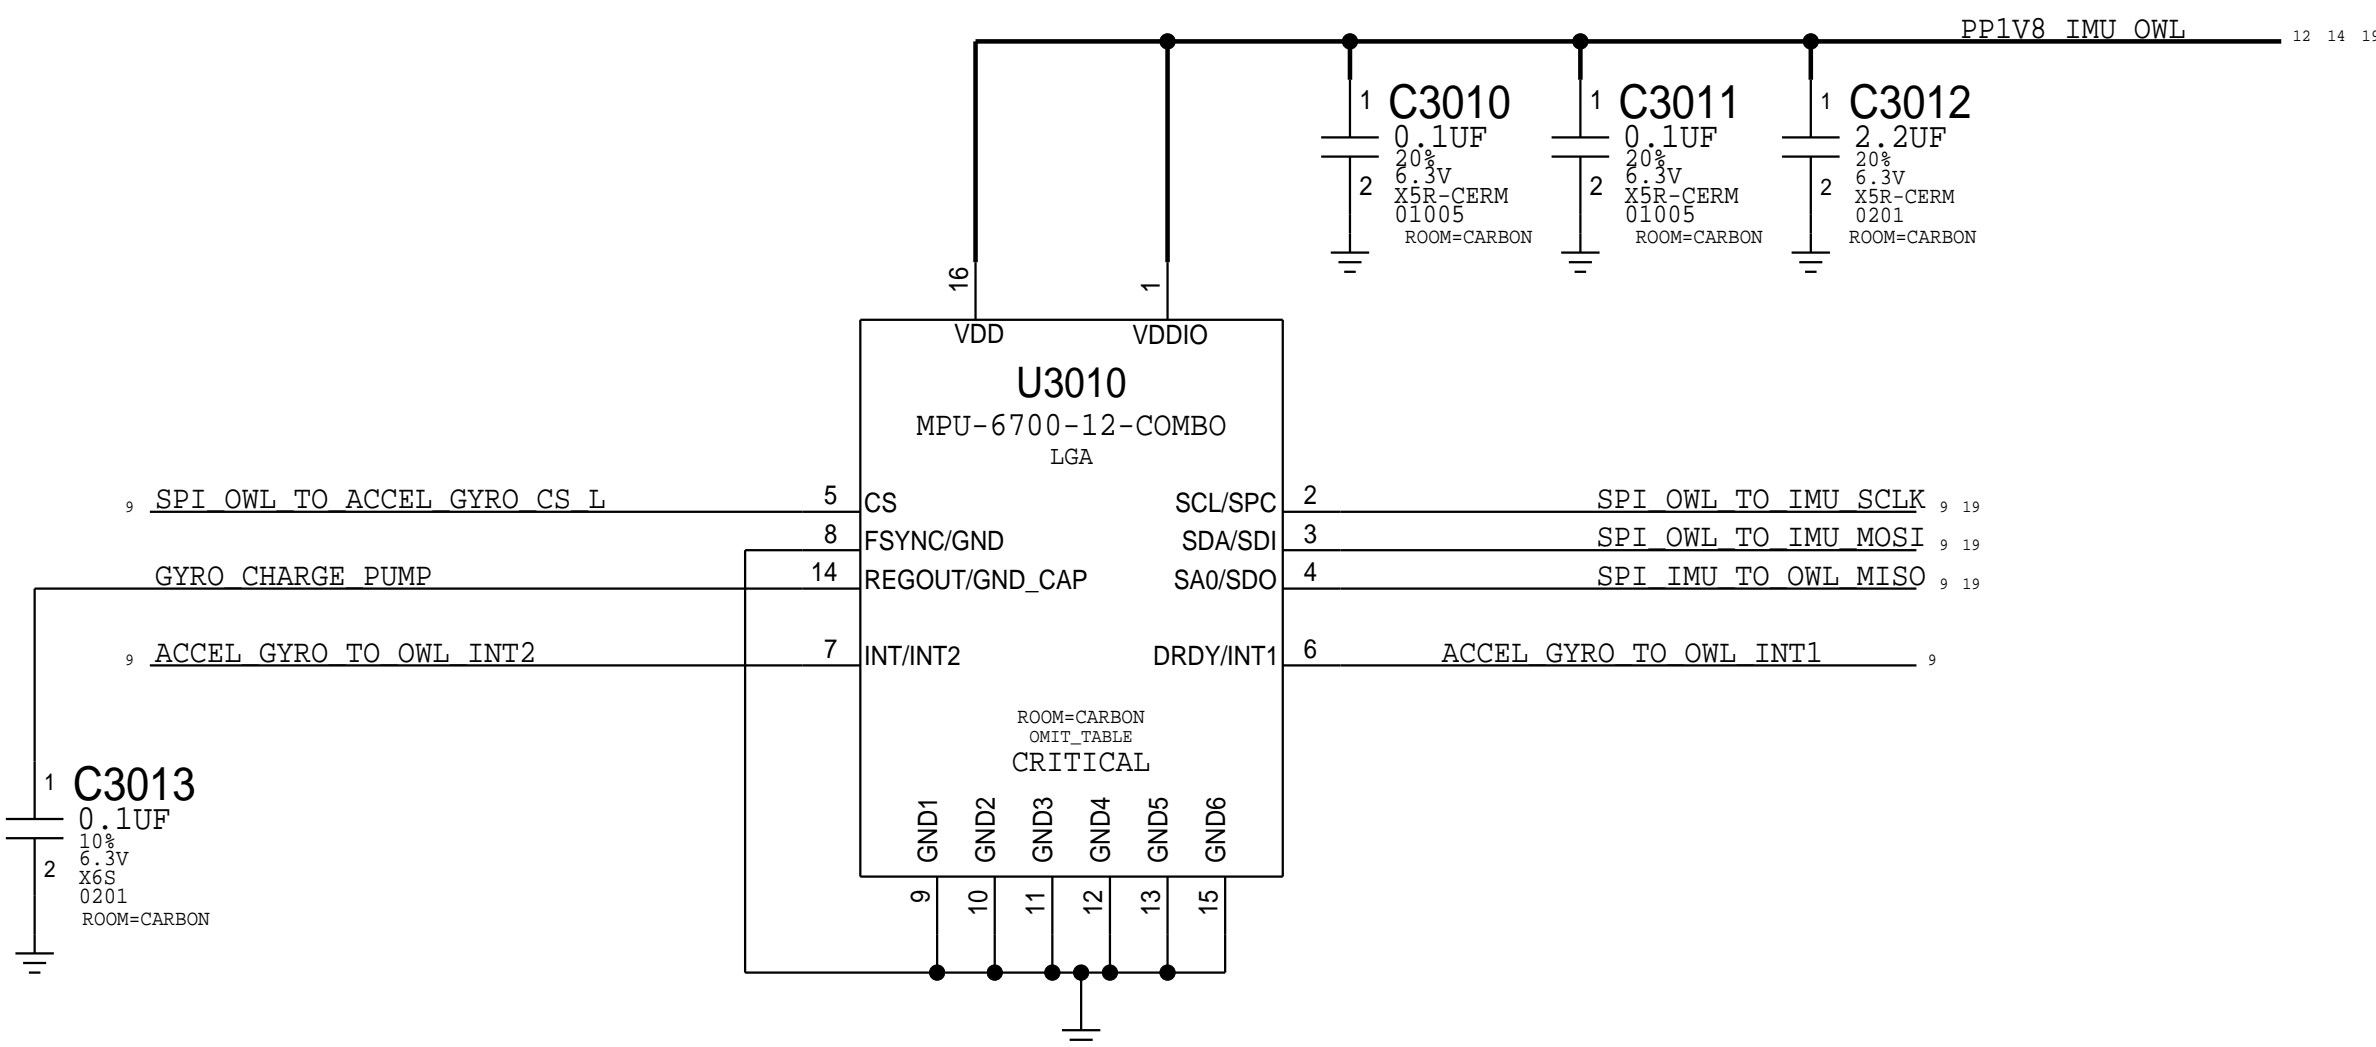 PP1V8_IMU_OWL 12 14 19
1 C3010
0.1UF
20%
6.3V
2 X5R-CERM
01005
ROOM=CARBON
1 C3011
0.1UF
20%
6.3V
2 X5R-CERM
01005
ROOM=CARBON
1 C3012
2.2UF
20%
6.3V
2 X5R-CERM
0201
ROOM=CARBON
16 1
VDD VDDIO
U3010
MPU-6700-12-COMBO
LGA
9 SPI_OWL_TO_ACCEL_GYRO_CS_L 5 CS
8 FSYNC/GND
GYRO_CHARGE_PUMP 14 REGOUT/GND_CAP
9 ACCEL_GYRO_TO_OWL_INT2 7 INT/INT2
SCL/SPC 2 SPI_OWL_TO_IMU_SCLK 9 19
SDA/SDI 3 SPI_OWL_TO_IMU_MOSI 9 19
SA0/SDO 4 SPI_IMU_TO_OWL_MISO 9 19
DRDY/INT1 6 ACCEL_GYRO_TO_OWL_INT1 9
ROOM=CARBON
OMIT_TABLE
CRITICAL
GND1 GND2 GND3 GND4 GND5 GND6
9 10 11 12 13 15
1 C3013
0.1UF
10%
6.3V
2 X6S
0201
ROOM=CARBON